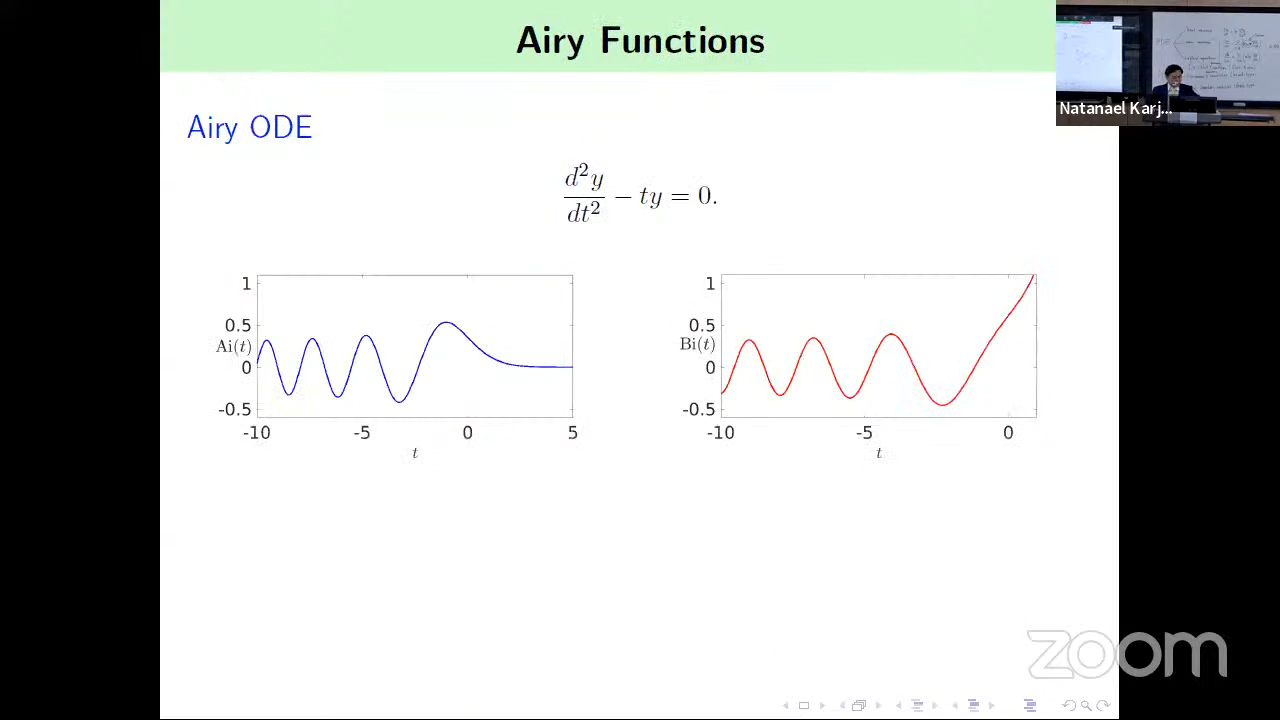 Airy Functions
Natanael Karj...
Airy ODE
d²y/dt² − ty = 0.
1
0.5
Ai(t)
0
-0.5
-10 -5 0 5
t
1
0.5
Bi(t)
0
-0.5
-10 -5 0
t
zoom